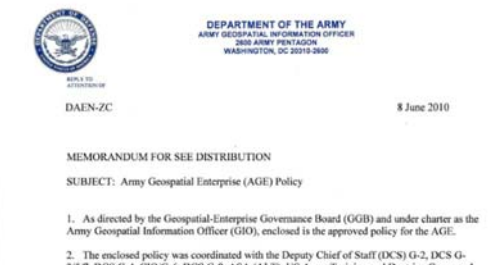 DEPARTMENT OF THE ARMY
ARMY GEOSPATIAL INFORMATION OFFICER
2600 ARMY PENTAGON
WASHINGTON, DC 20310-2600
REPLY TO
ATTENTION OF
DAEN-ZC 8 June 2010
MEMORANDUM FOR SEE DISTRIBUTION
SUBJECT: Army Geospatial Enterprise (AGE) Policy
1. As directed by the Geospatial-Enterprise Governance Board (GGB) and under charter as the
Army Geospatial Information Officer (GIO), enclosed is the approved policy for the AGE.
2. The enclosed policy was coordinated with the Deputy Chief of Staff (DCS) G-2, DCS G-